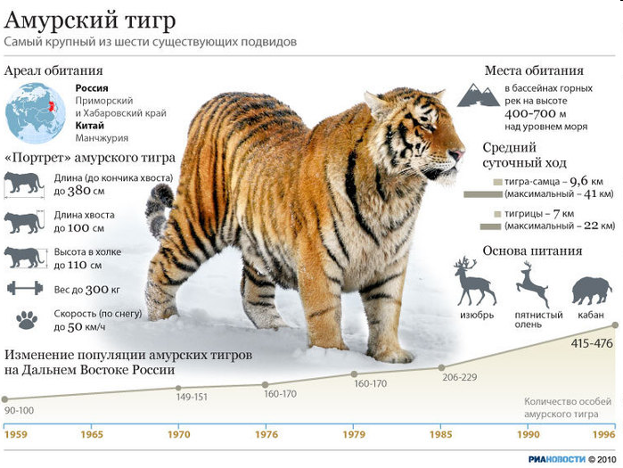 Амурский тигр
Самый крупный из шести существующих подвидов
Ареал обитания
Россия
Приморский
и Хабаровский край
Китай
Манчжурия
«Портрет» амурского тигра
Длина (до кончика хвоста)
до 380 см
Длина хвоста
до 100 см
Высота в холке
до 110 см
Вес до 300 кг
Скорость (по снегу)
до 50 км/ч
Места обитания
в бассейнах горных
рек на высоте
400-700 м
над уровнем моря
Средний
суточный ход
тигра-самца – 9,6 км
(максимальный – 41 км)
тигрицы – 7 км
(максимальный – 22 км)
Основа питания
изюбрь
пятнистый
олень
кабан
Изменение популяции амурских тигров
на Дальнем Востоке России
90-100
149-151
160-170
160-170
206-229
415-476
Количество особей
амурского тигра
1959 1965 1970 1976 1979 1985 1990 1996
РИАНОВОСТИ © 2010